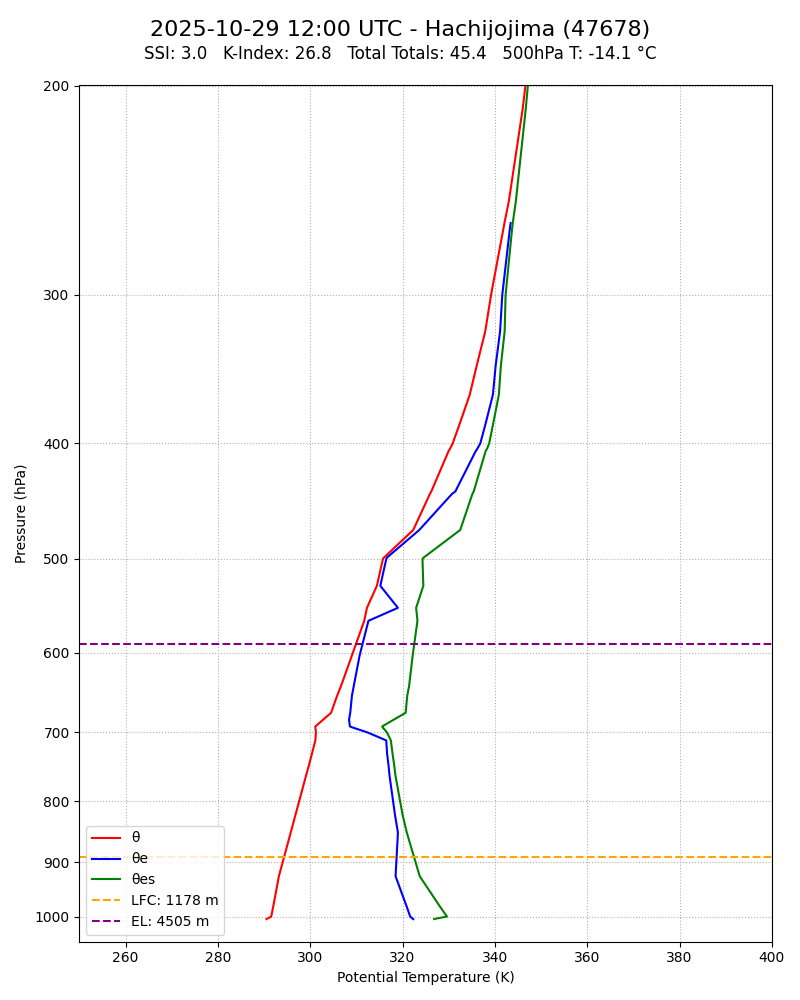 2025-10-29 12:00 UTC - Hachijojima (47678)
SSI: 3.0   K-Index: 26.8   Total Totals: 45.4   500hPa T: -14.1 °C
200
300
400
500
600
700
800
900
1000
Pressure (hPa)
θ
θe
θes
LFC: 1178 m
EL: 4505 m
260 280 300 320 340 360 380 400
Potential Temperature (K)